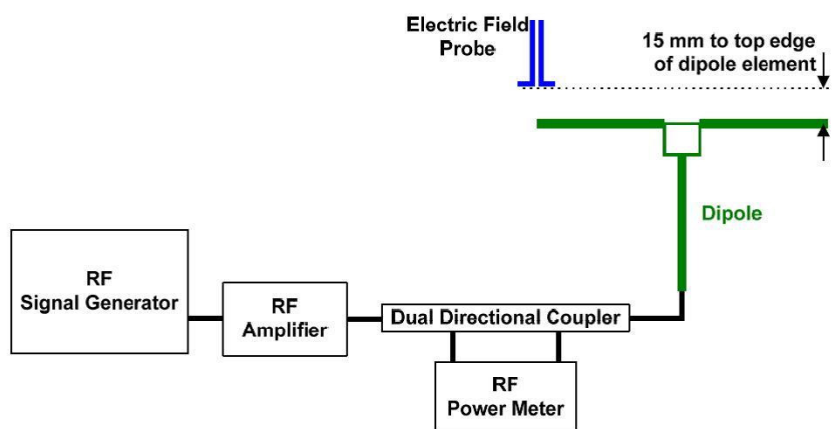 Electric Field
Probe
15 mm to top edge
of dipole element
Dipole
RF
Signal Generator
RF
Amplifier
Dual Directional Coupler
RF
Power Meter